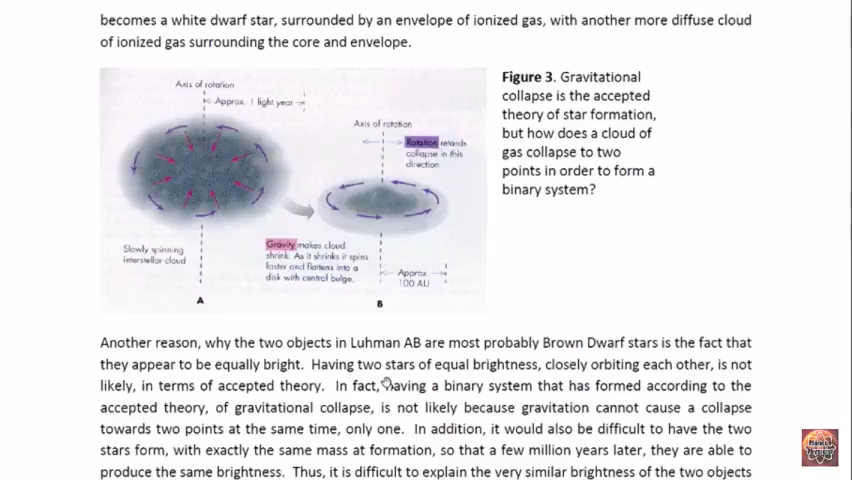 becomes a white dwarf star, surrounded by an envelope of ionized gas, with another more diffuse cloud
of ionized gas surrounding the core and envelope.
Axis of rotation
Approx. 1 light year
Slowly spinning
interstellar cloud
A
Gravity makes cloud
shrink. As it shrinks it spins
faster and flattens into a
disk with central bulge.
Axis of rotation
Rotation retards
collapse in this
direction
Approx.
100 AU
B
Figure 3. Gravitational
collapse is the accepted
theory of star formation,
but how does a cloud of
gas collapse to two
points in order to form a
binary system?
Another reason, why the two objects in Luhman AB are most probably Brown Dwarf stars is the fact that
they appear to be equally bright. Having two stars of equal brightness, closely orbiting each other, is not
likely, in terms of accepted theory. In fact, having a binary system that has formed according to the
accepted theory, of gravitational collapse, is not likely because gravitation cannot cause a collapse
towards two points at the same time, only one. In addition, it would also be difficult to have the two
stars form, with exactly the same mass at formation, so that a few million years later, they are able to
produce the same brightness. Thus, it is difficult to explain the very similar brightness of the two objects